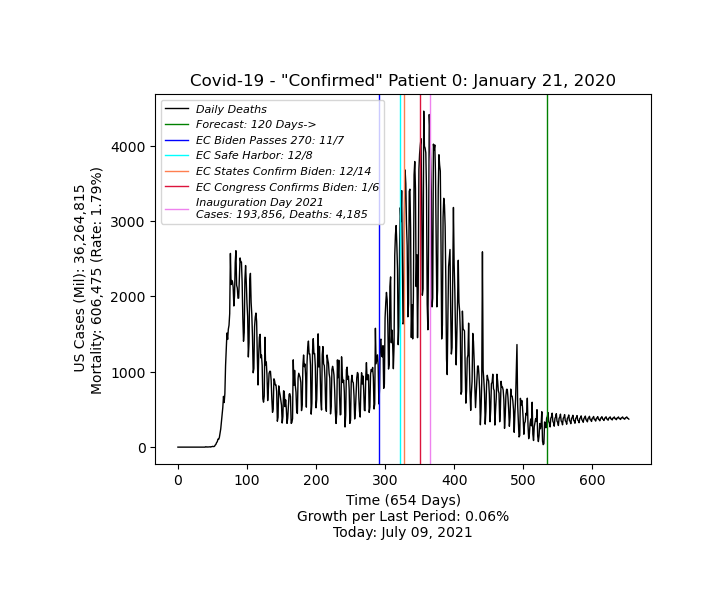 Covid-19 - "Confirmed" Patient 0: January 21, 2020
Daily Deaths
Forecast: 120 Days->
EC Biden Passes 270: 11/7
EC Safe Harbor: 12/8
EC States Confirm Biden: 12/14
EC Congress Confirms Biden: 1/6
Inauguration Day 2021
Cases: 193,856, Deaths: 4,185
US Cases (Mil): 36,264,815
Mortality: 606,475 (Rate: 1.79%)
4000
3000
2000
1000
0
0 100 200 300 400 500 600
Time (654 Days)
Growth per Last Period: 0.06%
Today: July 09, 2021